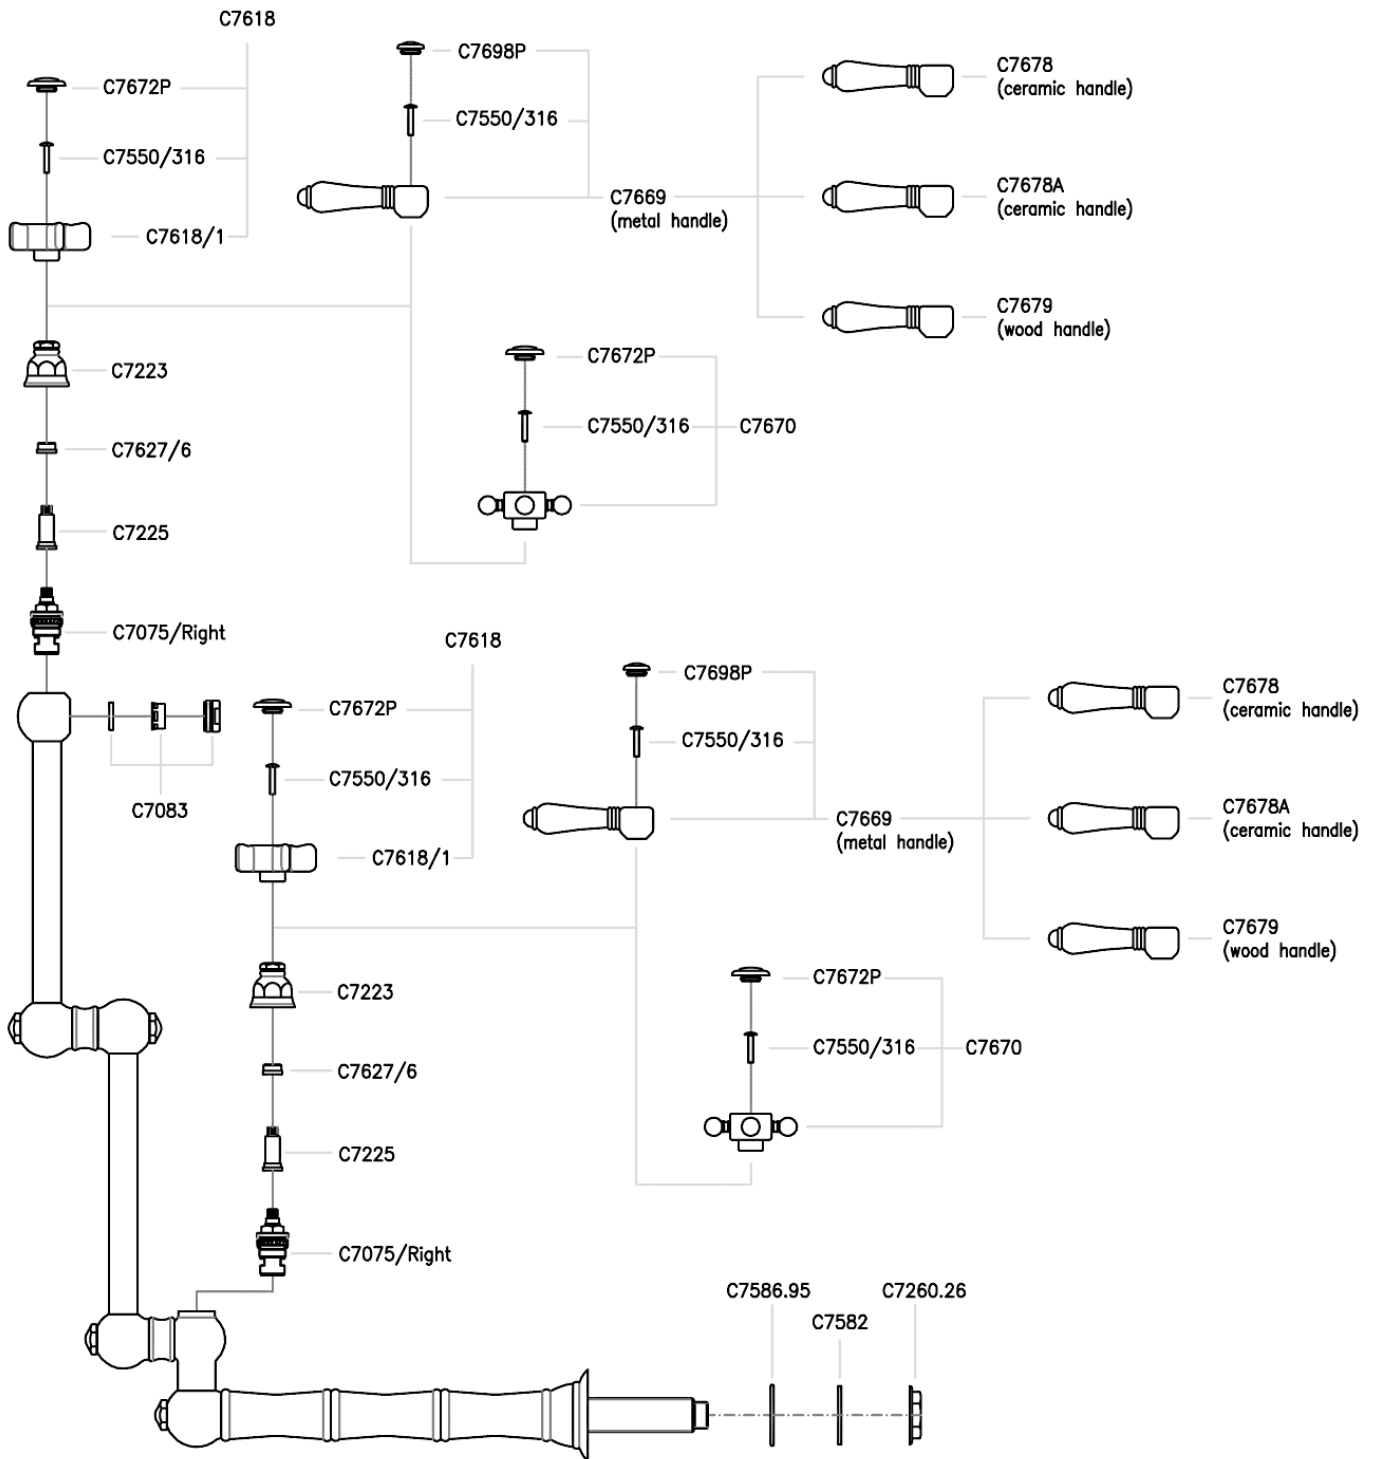 C7618
C7672P
C7550/316
C7618/1
C7698P
C7550/316
C7669
(metal handle)
C7678
(ceramic handle)
C7678A
(ceramic handle)
C7679
(wood handle)
C7223
C7627/6
C7225
C7075/Right
C7672P
C7550/316
C7670
C7083
C7618
C7672P
C7550/316
C7618/1
C7698P
C7550/316
C7669
(metal handle)
C7678
(ceramic handle)
C7678A
(ceramic handle)
C7679
(wood handle)
C7223
C7627/6
C7225
C7075/Right
C7672P
C7550/316
C7670
C7586.95
C7582
C7260.26